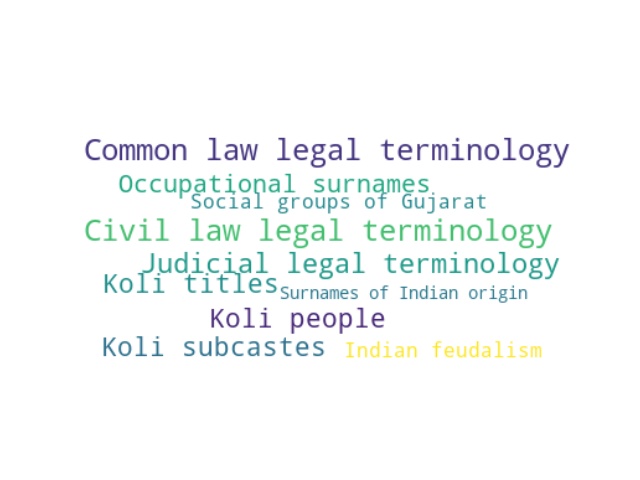 Common law legal terminology
Occupational surnames
Social groups of Gujarat
Civil law legal terminology
Judicial legal terminology
Koli titles
Surnames of Indian origin
Koli people
Koli subcastes
Indian feudalism